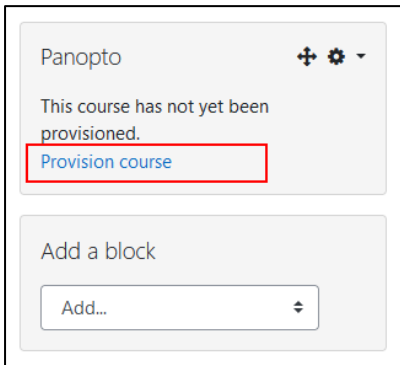 Panopto
This course has not yet been
provisioned.
Provision course
Add a block
Add...